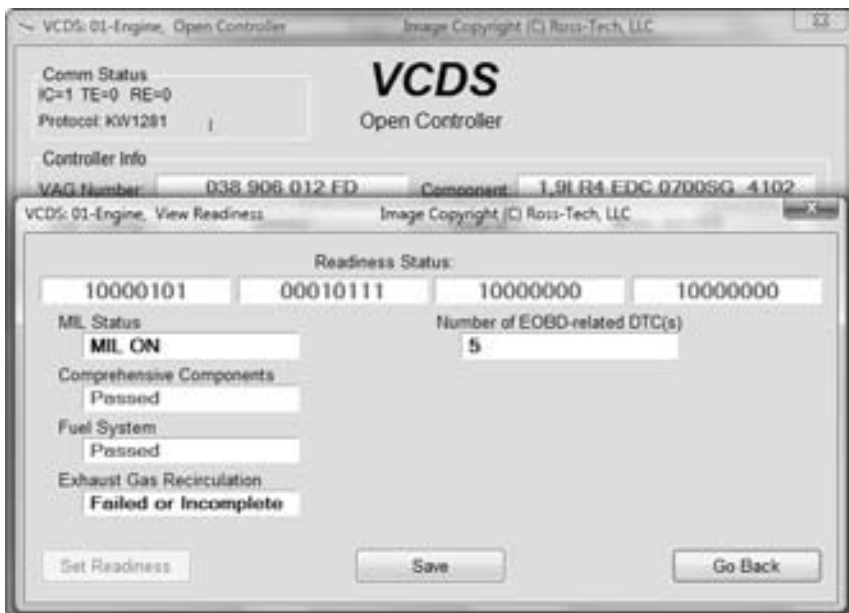 VCDS: 01-Engine, Open Controller Image Copyright (C) Ross-Tech, LLC
Comm Status
IC=1 TE=0 RE=0
Protocol: KW1281
VCDS
Open Controller
Controller Info
VAG Number: 038 906 012 FD Component: 1,9l R4 EDC 0700SG 4102
VCDS: 01-Engine, View Readiness Image Copyright (C) Ross-Tech, LLC
Readiness Status:
10000101 00010111 10000000 10000000
MIL Status Number of EOBD-related DTC(s)
MIL ON 5
Comprehensive Components
Passed
Fuel System
Passed
Exhaust Gas Recirculation
Failed or Incomplete
Set Readiness Save Go Back